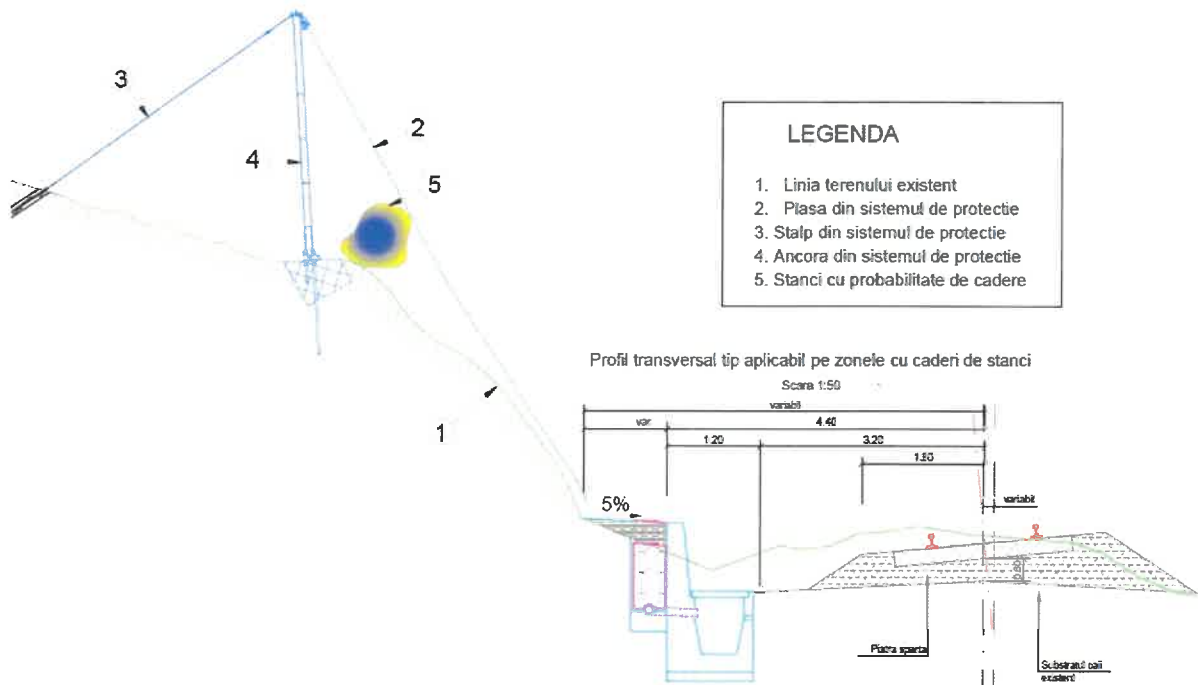 3
2
4
5
1
LEGENDA
1. Linia terenului existent
2. Plasa din sistemul de protectie
3. Stalp din sistemul de protectie
4. Ancora din sistemul de protectie
5. Stanci cu probabilitate de cadere
Profil transversal tip aplicabil pe zonele cu caderi de stanci
Scara 1:50
variabil
var 4.40
1.20 3.20
variabil
5%
Piatra sparta
Substratul caii
existent